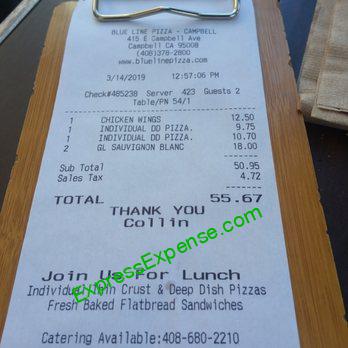 BLUE LINE PIZZA - CAMPBELL
415 E Campbell Ave
Campbell CA 95008
(408)378-2800
www.bluelinepizza.com
3/14/2019 12:57:06 PM
Check#485238 Server 423 Guests 2
Table/PN 54/1
1 CHICKEN WINGS 12.50
1 INDIVIDUAL DD PIZZA. 9.75
1 INDIVIDUAL DD PIZZA. 10.70
2 GL SAUVIGNON BLANC 18.00
Sub Total 50.95
Sales Tax 4.72
TOTAL 55.67
THANK YOU
Collin
ExpressExpense.com
Join Us For Lunch
Individual Thin Crust & Deep Dish Pizzas
Fresh Baked Flatbread Sandwiches
Catering Available:408-680-2210